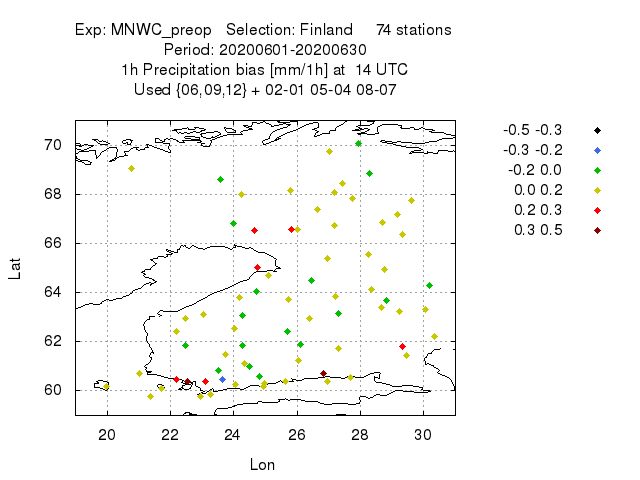 Exp: MNWC_preop Selection: Finland 74 stations
Period: 20200601-20200630
1h Precipitation bias [mm/1h] at 14 UTC
Used {06,09,12} + 02-01 05-04 08-07
-0.5 -0.3
-0.3 -0.2
-0.2 0.0
0.0 0.2
0.2 0.3
0.3 0.5
70
68
66
64
62
60
Lat
20 22 24 26 28 30
Lon